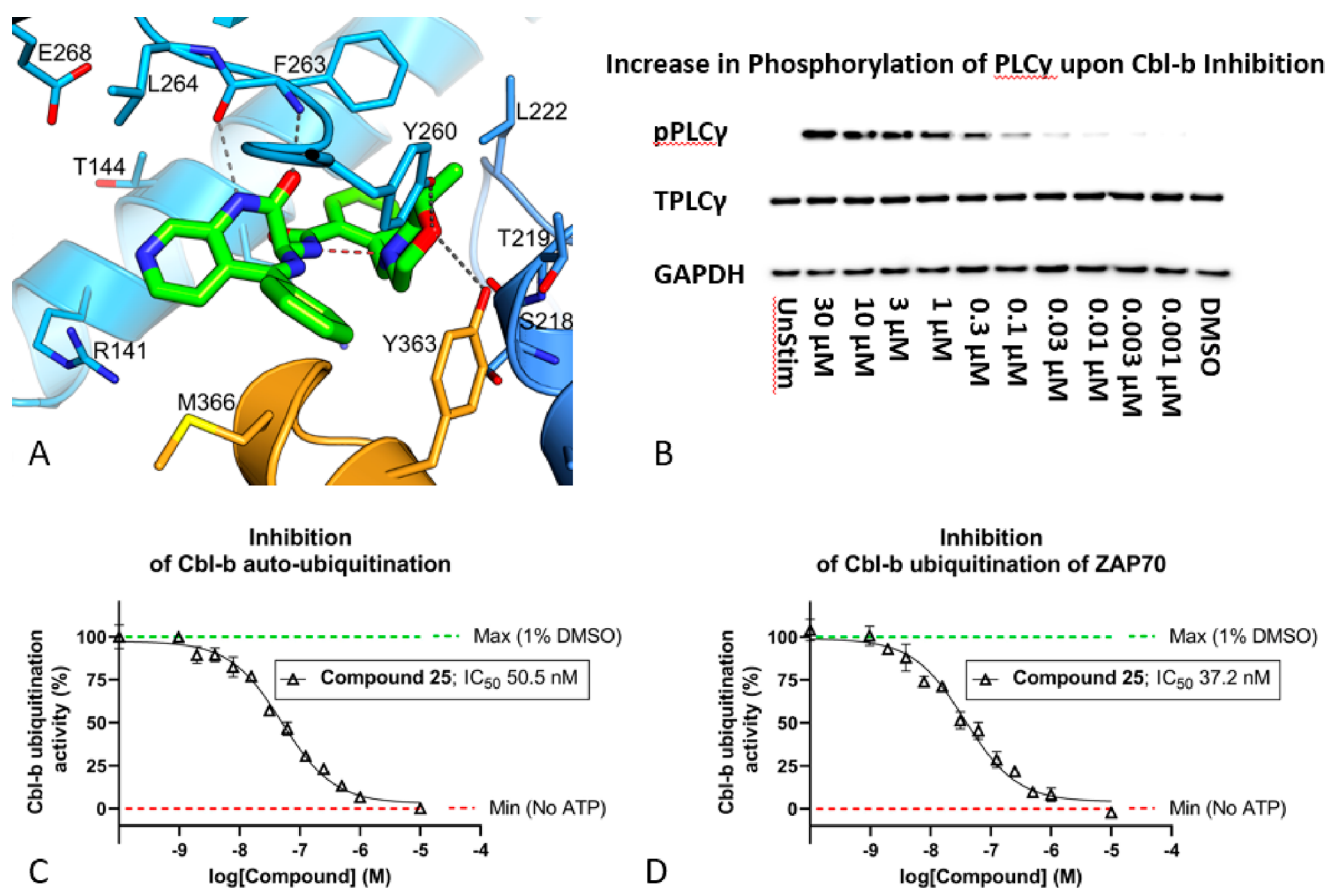 E268
L264
F263
L222
Y260
T144
T219
S218
Y363
R141
M366
A
Increase in Phosphorylation of PLCγ upon Cbl-b Inhibition
pPLCγ
TPLCγ
GAPDH
UnStim
30 μM
10 μM
3 μM
1 μM
0.3 μM
0.1 μM
0.03 μM
0.01 μM
0.003 μM
0.001 μM
DMSO
B
Inhibition
of Cbl-b auto-ubiquitination
Cbl-b ubiquitination
activity (%)
100
75
50
25
0
Max (1% DMSO)
Compound 25; IC50 50.5 nM
Min (No ATP)
-9
-8
-7
-6
-5
-4
log[Compound] (M)
C
Inhibition
of Cbl-b ubiquitination of ZAP70
Cbl-b ubiquitination
activity (%)
100
75
50
25
0
Max (1% DMSO)
Compound 25; IC50 37.2 nM
Min (No ATP)
-9
-8
-7
-6
-5
-4
log[Compound] (M)
D